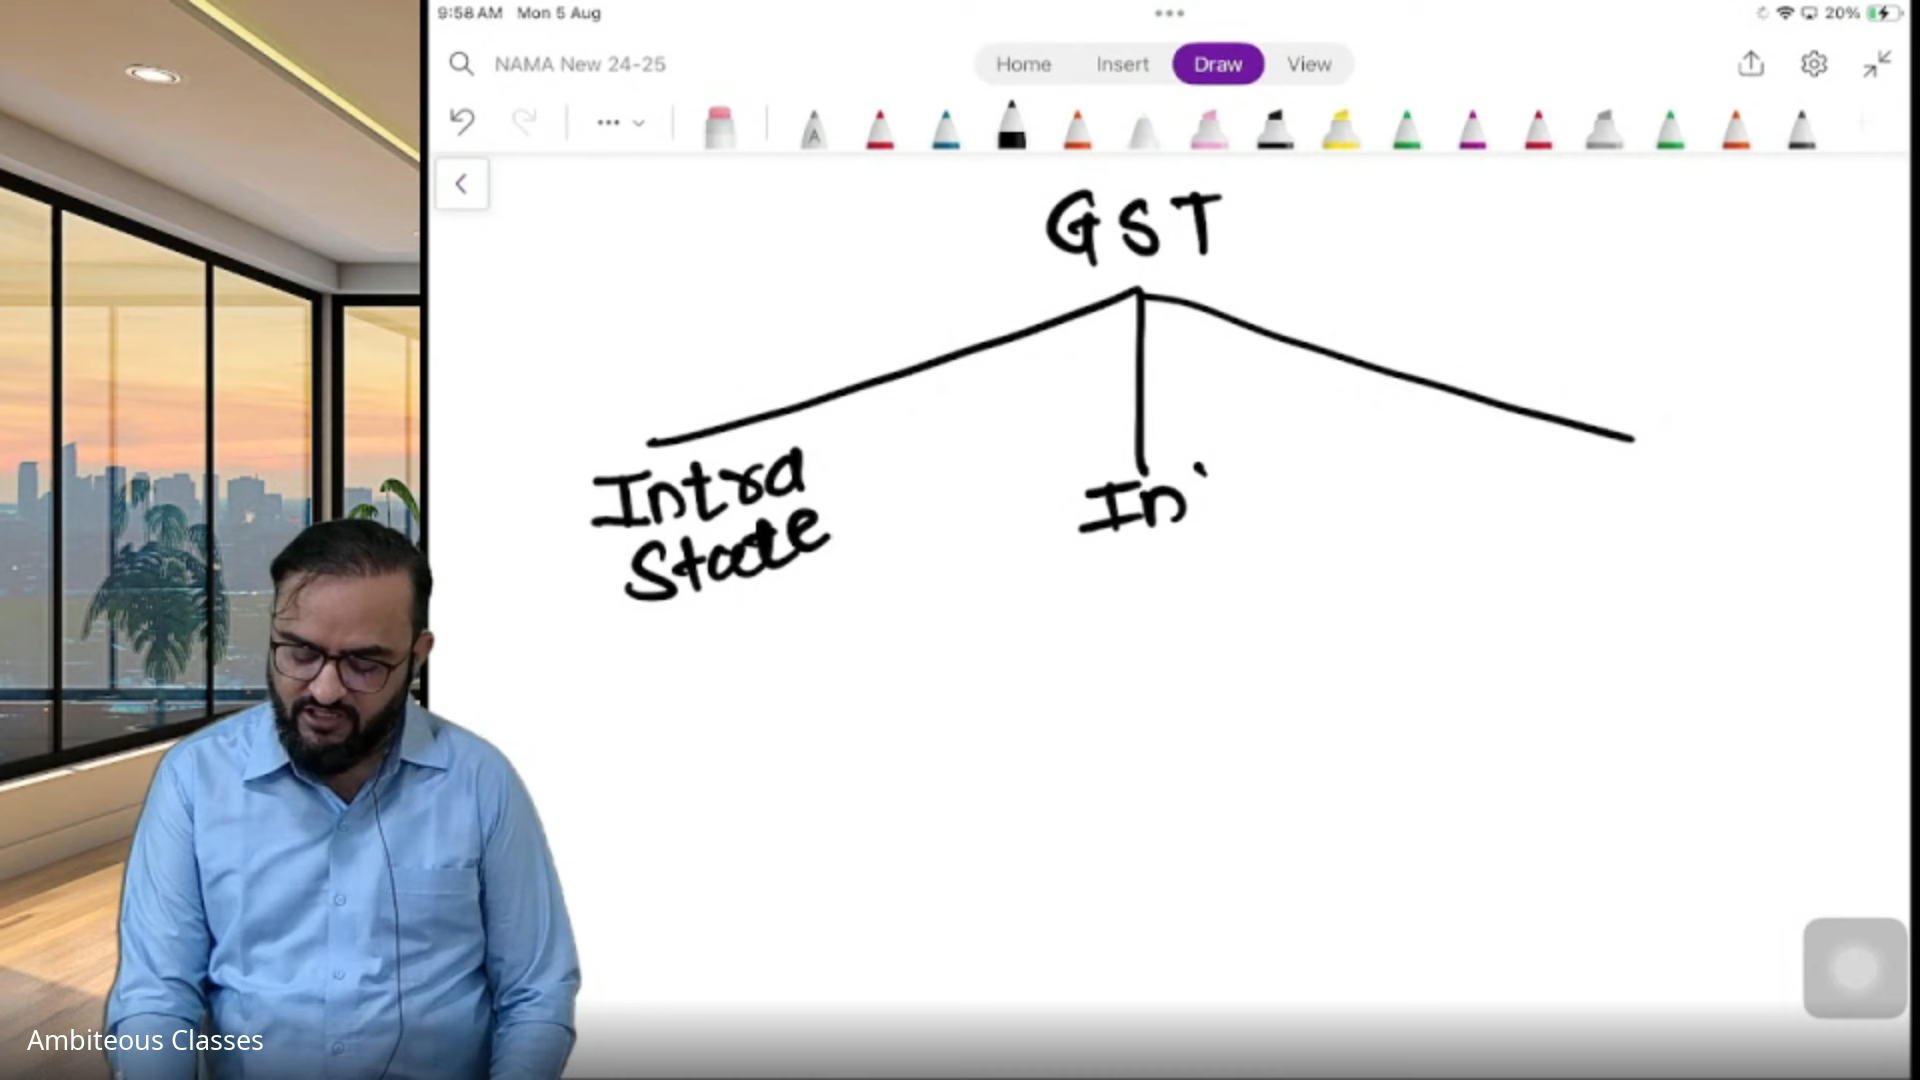 9:58 AM Mon 5 Aug
20%
NAMA New 24-25
Home Insert Draw View
A
GST
Intra
State
In
Ambiteous Classes